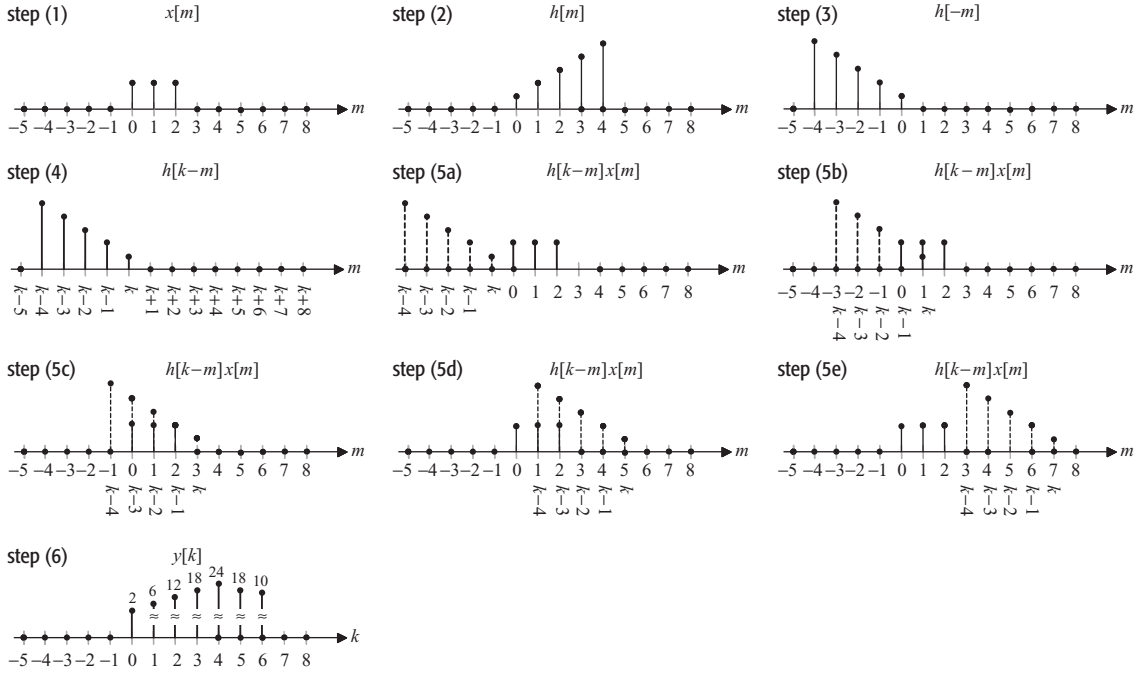 step (1) x[m]
−5 −4 −3 −2 −1 0 1 2 3 4 5 6 7 8 m
step (2) h[m]
−5 −4 −3 −2 −1 0 1 2 3 4 5 6 7 8 m
step (3) h[−m]
−5 −4 −3 −2 −1 0 1 2 3 4 5 6 7 8 m
step (4) h[k−m]
m
k−5 k−4 k−3 k−2 k−1 k k+1 k+2 k+3 k+4 k+5 k+6 k+7 k+8
step (5a) h[k−m]x[m]
m
k−4 k−3 k−2 k−1 k 0 1 2 3 4 5 6 7 8
step (5b) h[k−m]x[m]
−5 −4 −3 −2 −1 0 1 2 3 4 5 6 7 8 m
k−4 k−3 k−2 k−1 k
step (5c) h[k−m]x[m]
−5 −4 −3 −2 −1 0 1 2 3 4 5 6 7 8 m
k−4 k−3 k−2 k−1 k
step (5d) h[k−m]x[m]
−5 −4 −3 −2 −1 0 1 2 3 4 5 6 7 8 m
k−4 k−3 k−2 k−1 k
step (5e) h[k−m]x[m]
−5 −4 −3 −2 −1 0 1 2 3 4 5 6 7 8 m
k−4 k−3 k−2 k−1 k
step (6) y[k]
2 6 12 18 24 18 10
≈ ≈ ≈ ≈ ≈ ≈
−5 −4 −3 −2 −1 0 1 2 3 4 5 6 7 8 k